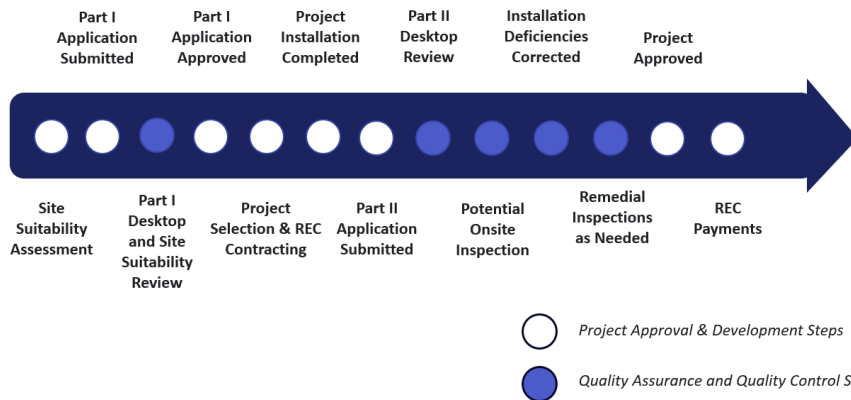 Part I
Application
Submitted
Part I
Application
Approved
Project
Installation
Completed
Part II
Desktop
Review
Installation
Deficiencies
Corrected
Project
Approved
Site
Suitability
Assessment
Part I
Desktop
and Site
Suitability
Review
Project
Selection & REC
Contracting
Part II
Application
Submitted
Potential
Onsite
Inspection
Remedial
Inspections
as Needed
REC
Payments
Project Approval & Development Steps
Quality Assurance and Quality Control S